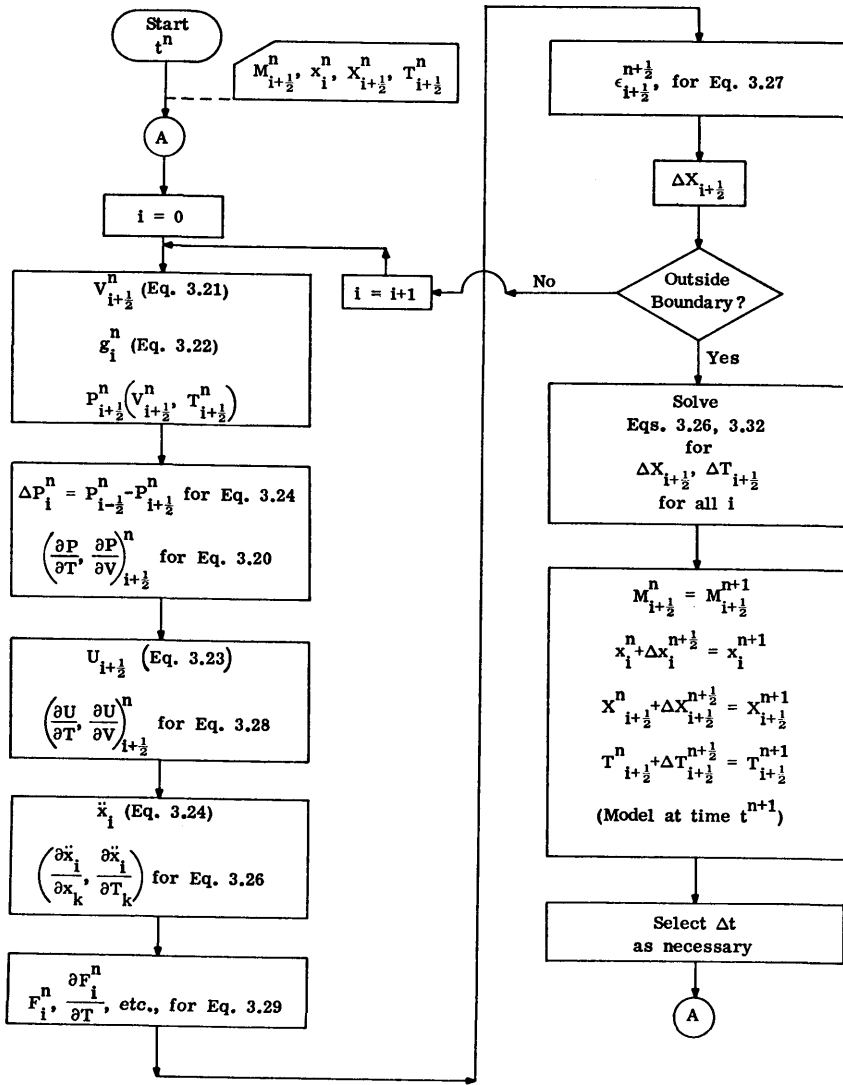 Start
t^n
M^n_{i+½}, x^n_i, X^n_{i+½}, T^n_{i+½}
A
i = 0
i = i+1
V^n_{i+½} (Eq. 3.21)
g^n_i (Eq. 3.22)
P^n_{i+½}(V^n_{i+½}, T^n_{i+½})
ΔP^n_i = P^n_{i-½}-P^n_{i+½} for Eq. 3.24
(∂P/∂T, ∂P/∂V)^n_{i+½} for Eq. 3.20
U_{i+½} (Eq. 3.23)
(∂U/∂T, ∂U/∂V)^n_{i+½} for Eq. 3.28
ẍ_i (Eq. 3.24)
(∂ẍ_i/∂x_k, ∂ẍ_i/∂T_k) for Eq. 3.26
F^n_i, ∂F^n_i/∂T, etc., for Eq. 3.29
ϵ^{n+½}_{i+½}, for Eq. 3.27
ΔX_{i+½}
Outside
Boundary?
No
Yes
Solve
Eqs. 3.26, 3.32
for
ΔX_{i+½}, ΔT_{i+½}
for all i
M^n_{i+½} = M^{n+1}_{i+½}
x^n_i+Δx^{n+½}_i = x^{n+1}_i
X^n_{i+½}+ΔX^{n+½}_{i+½} = X^{n+1}_{i+½}
T^n_{i+½}+ΔT^{n+½}_{i+½} = T^{n+1}_{i+½}
(Model at time t^{n+1})
Select Δt
as necessary
A